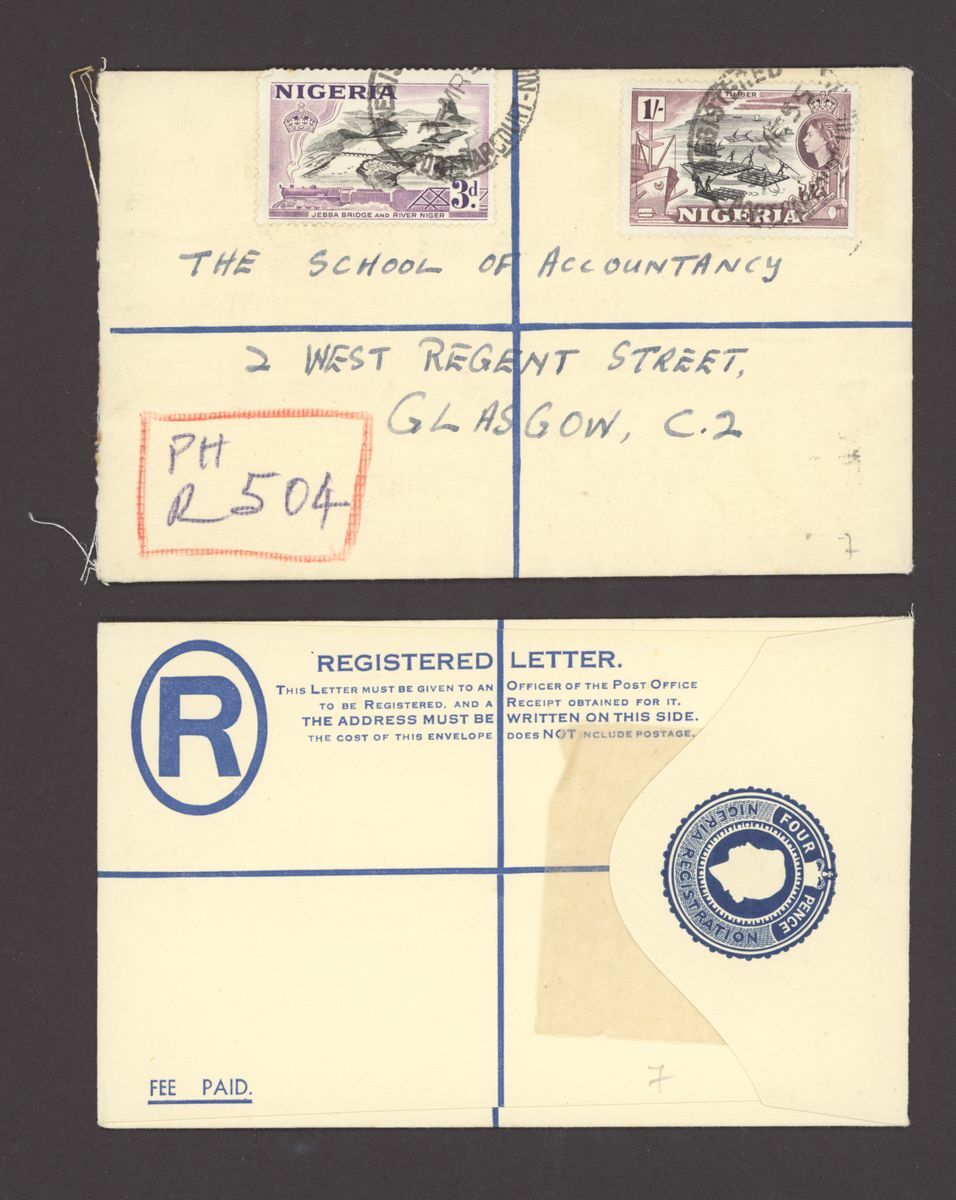 NIGERIA
3d.
JEBBA BRIDGE AND RIVER NIGER
TIMBER
1/-
NIGERIA
REGISTERED
THE SCHOOL OF ACCOUNTANCY
2 WEST REGENT STREET,
GLASGOW, C.2
PH
R 504
7
REGISTERED LETTER.
THIS LETTER MUST BE GIVEN TO AN OFFICER OF THE POST OFFICE
TO BE REGISTERED, AND A RECEIPT OBTAINED FOR IT.
THE ADDRESS MUST BE WRITTEN ON THIS SIDE.
THE COST OF THIS ENVELOPE DOES NOT INCLUDE POSTAGE.
R
FOUR PENCE
NIGERIA REGISTRATION
FEE PAID.
7